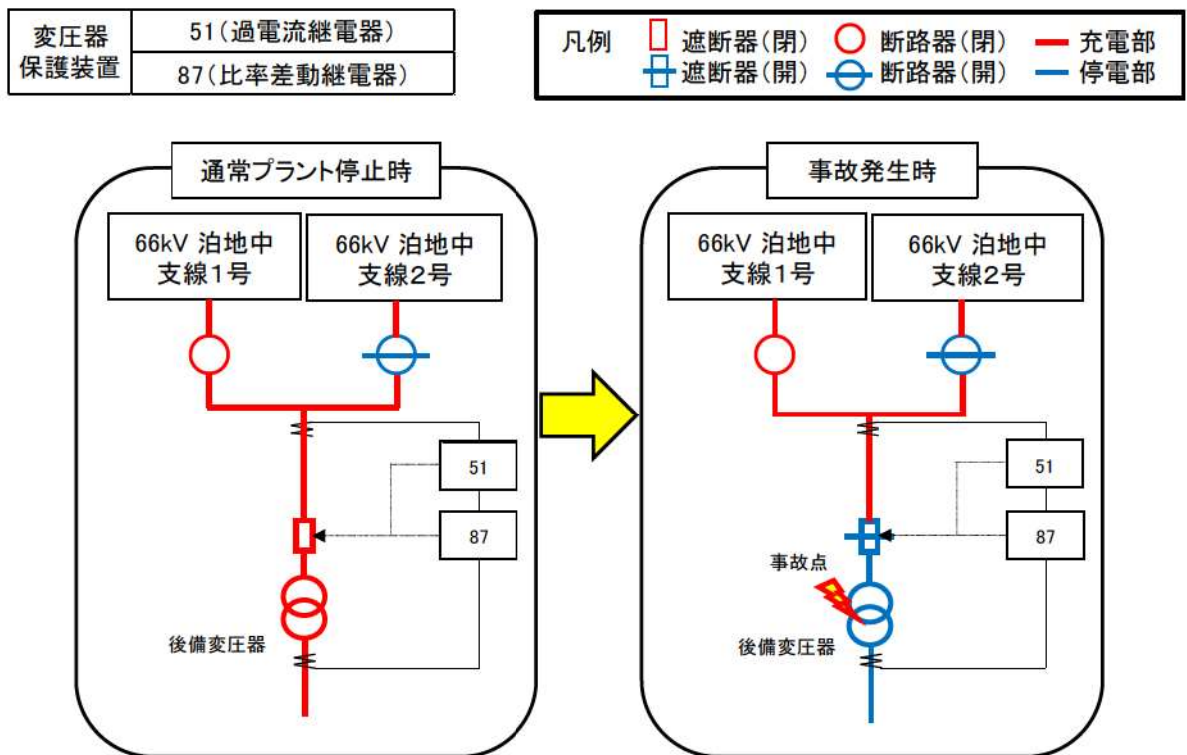 変圧器
保護装置
51(過電流継電器)
87(比率差動継電器)
凡例
遮断器(閉)
断路器(閉)
充電部
遮断器(開)
断路器(開)
停電部
通常プラント停止時
66kV 泊地中
支線1号
66kV 泊地中
支線2号
51
87
後備変圧器
事故発生時
66kV 泊地中
支線1号
66kV 泊地中
支線2号
51
87
事故点
後備変圧器